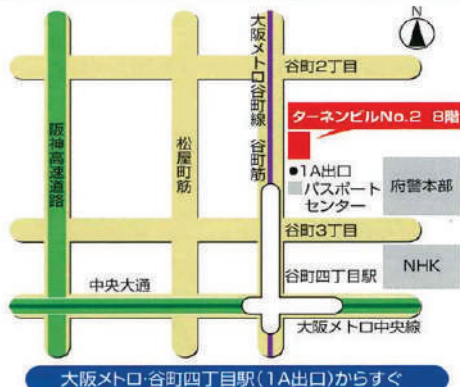 N
大阪メトロ谷町線
谷町筋
谷町2丁目
ターネンビルNo.2 8階
阪神高速道路
松屋町筋
●1A出口
パスポート
センター
府警本部
谷町3丁目
谷町四丁目駅
NHK
中央大通
大阪メトロ中央線
大阪メトロ・谷町四丁目駅(1A出口)からすぐ